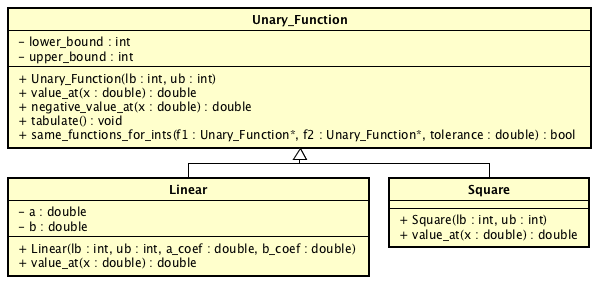 Unary_Function
– lower_bound : int
– upper_bound : int
+ Unary_Function(lb : int, ub : int)
+ value_at(x : double) : double
+ negative_value_at(x : double) : double
+ tabulate() : void
+ same_functions_for_ints(f1 : Unary_Function*, f2 : Unary_Function*, tolerance : double) : bool
Linear
– a : double
– b : double
+ Linear(lb : int, ub : int, a_coef : double, b_coef : double)
+ value_at(x : double) : double
Square
+ Square(lb : int, ub : int)
+ value_at(x : double) : double